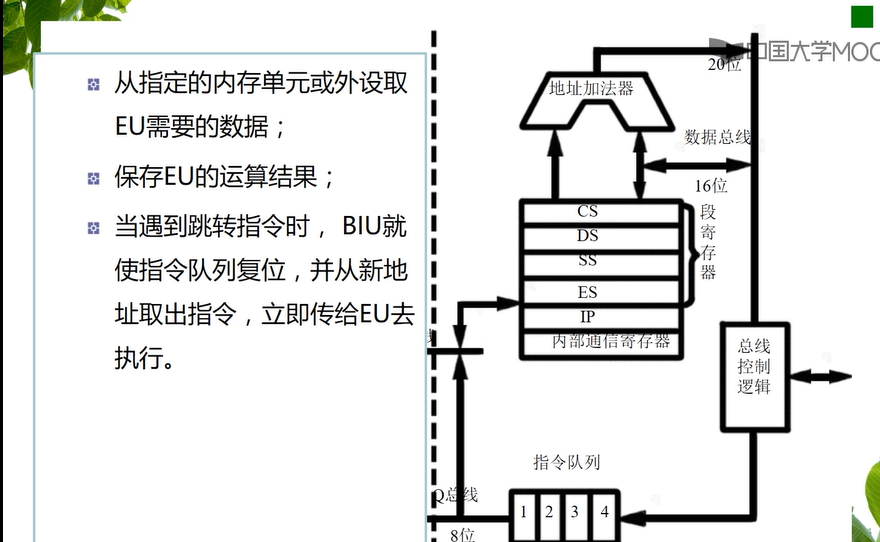 从指定的内存单元或外设取
EU需要的数据；
保存EU的运算结果；
当遇到跳转指令时， BIU就
使指令队列复位，并从新地
址取出指令，立即传给EU去
执行。
中国大学MOO
20位
地址加法器
数据总线
16位
CS
DS
SS
ES
IP
内部通信寄存器
段
寄
存
器
总线
控制
逻辑
指令队列
1 2 3 4
Q总线
8位